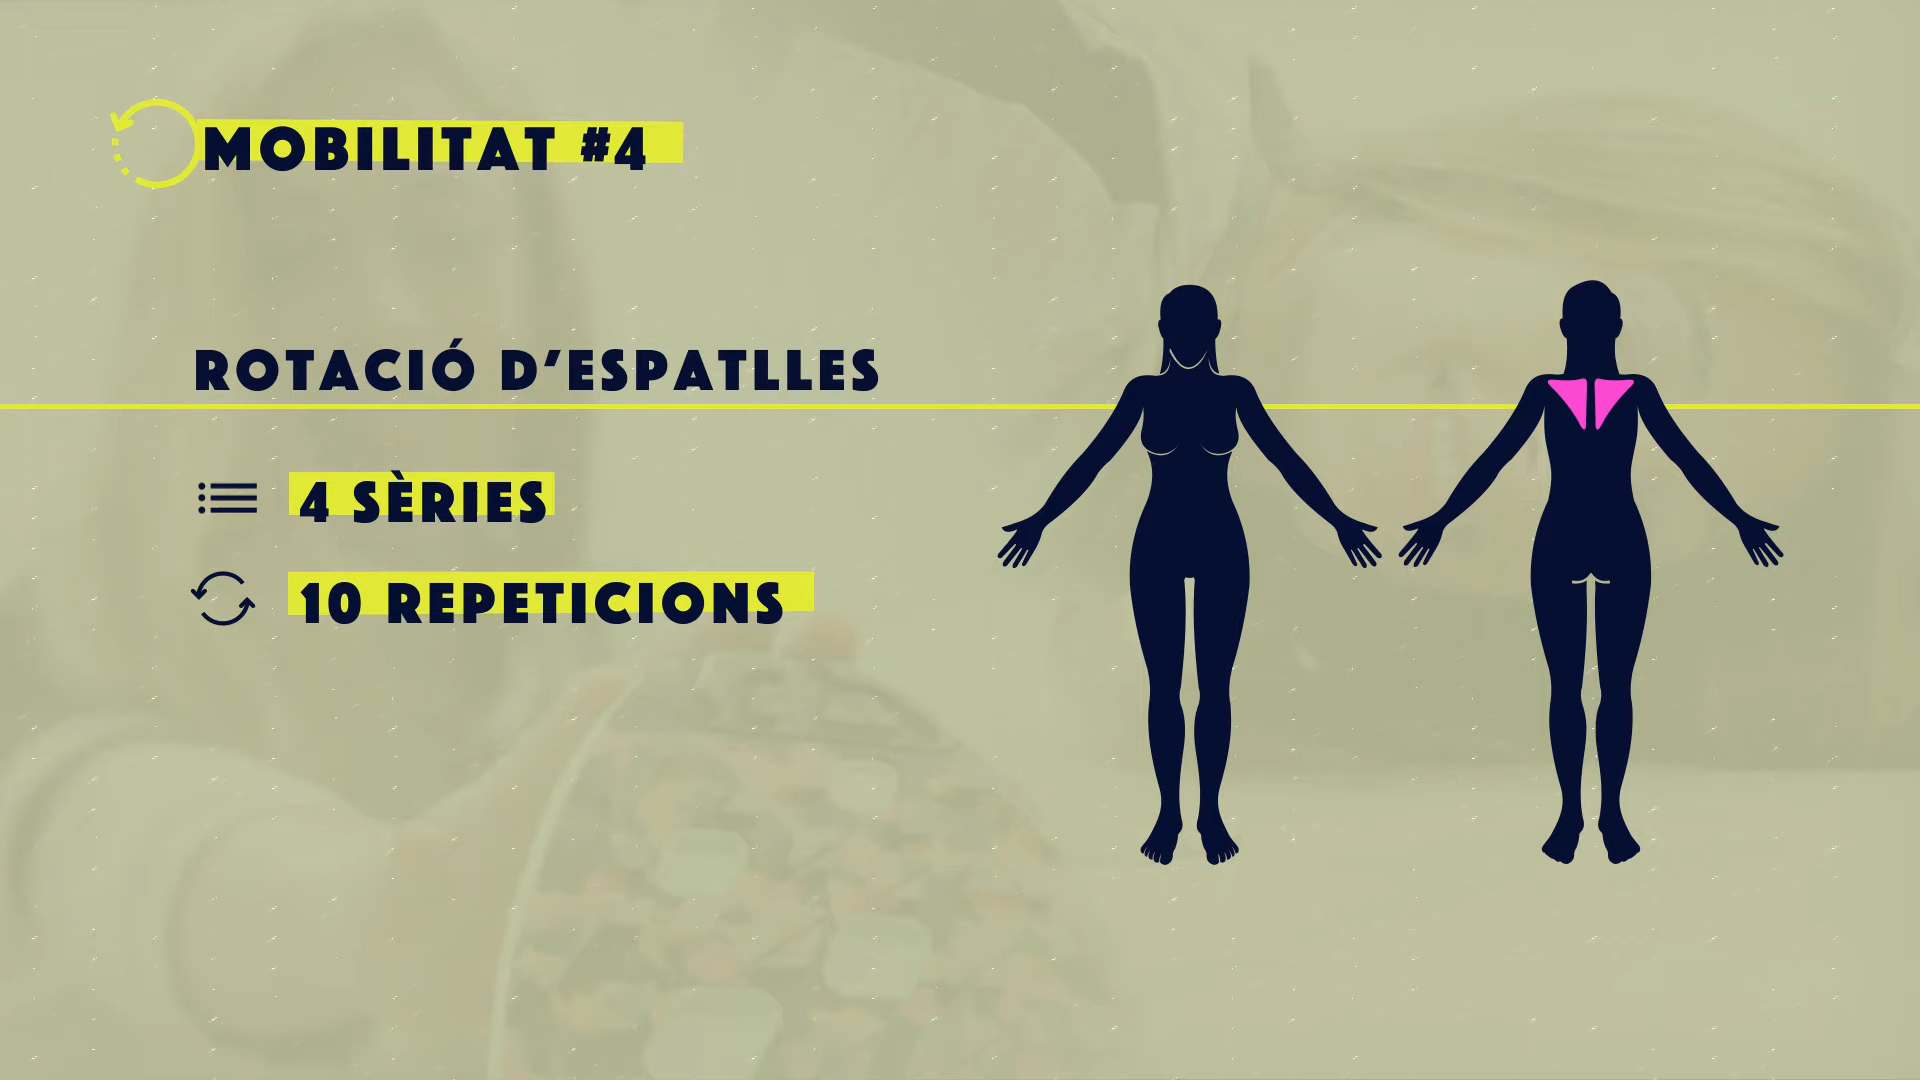 MOBILITAT #4
ROTACIÓ D'ESPATLLES
4 SÈRIES
10 REPETICIONS